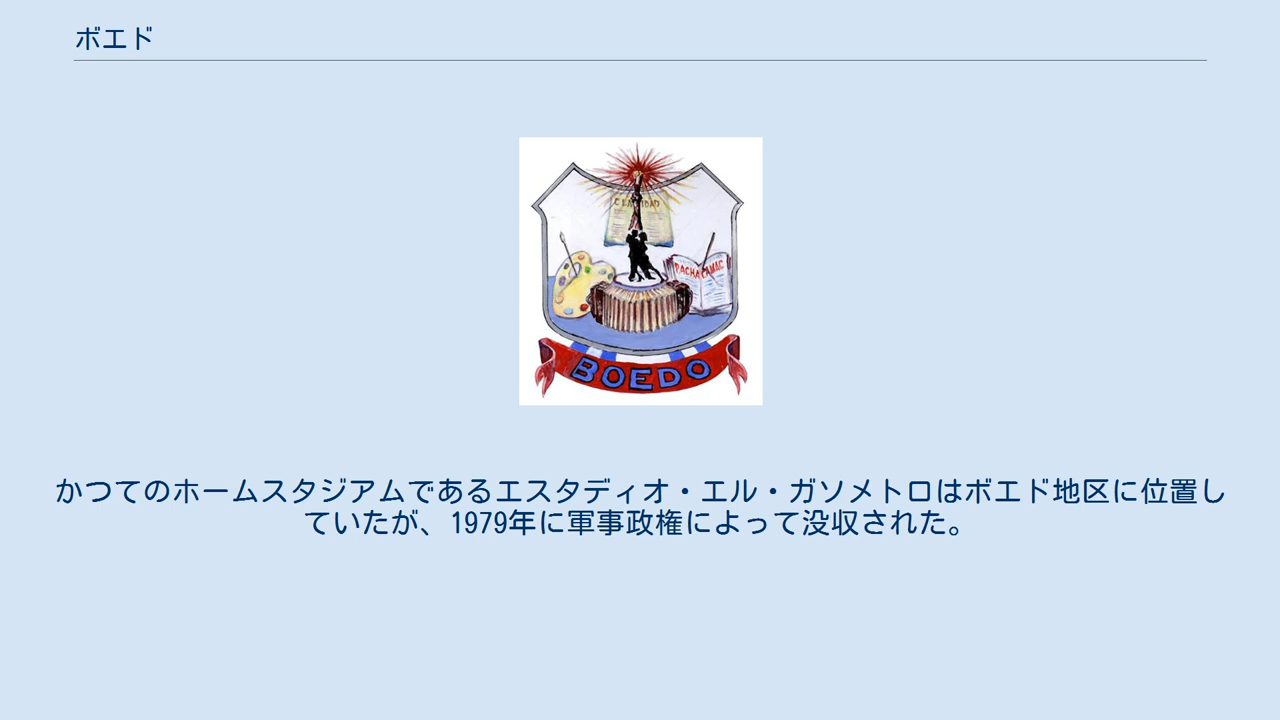 ボエド
CLARIDAD
PACHACAMAC
BOEDO
かつてのホームスタジアムであるエスタディオ・エル・ガソメトロはボエド地区に位置し
ていたが、1979年に軍事政権によって没収された。